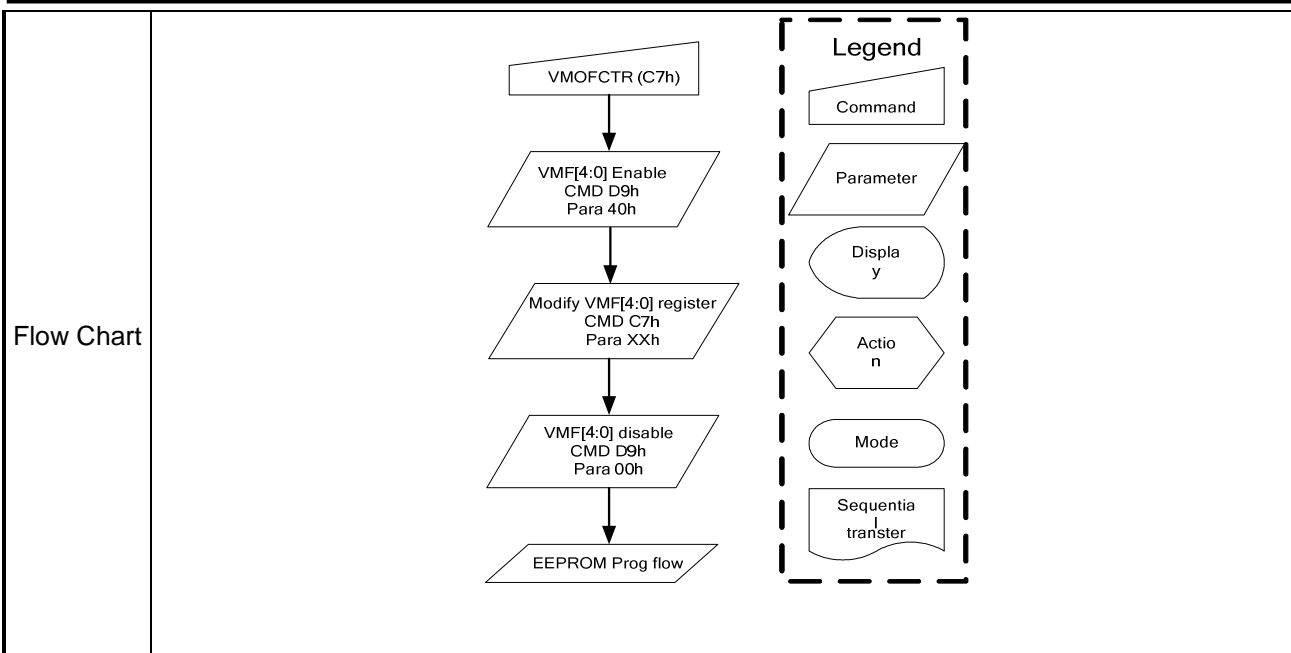 Flow Chart
VMOFCTR (C7h)
VMF[4:0] Enable
CMD D9h
Para 40h
Modify VMF[4:0] register
CMD C7h
Para XXh
VMF[4:0] disable
CMD D9h
Para 00h
EEPROM Prog flow
Legend
Command
Parameter
Displa
y
Actio
n
Mode
Sequentia
l
transter